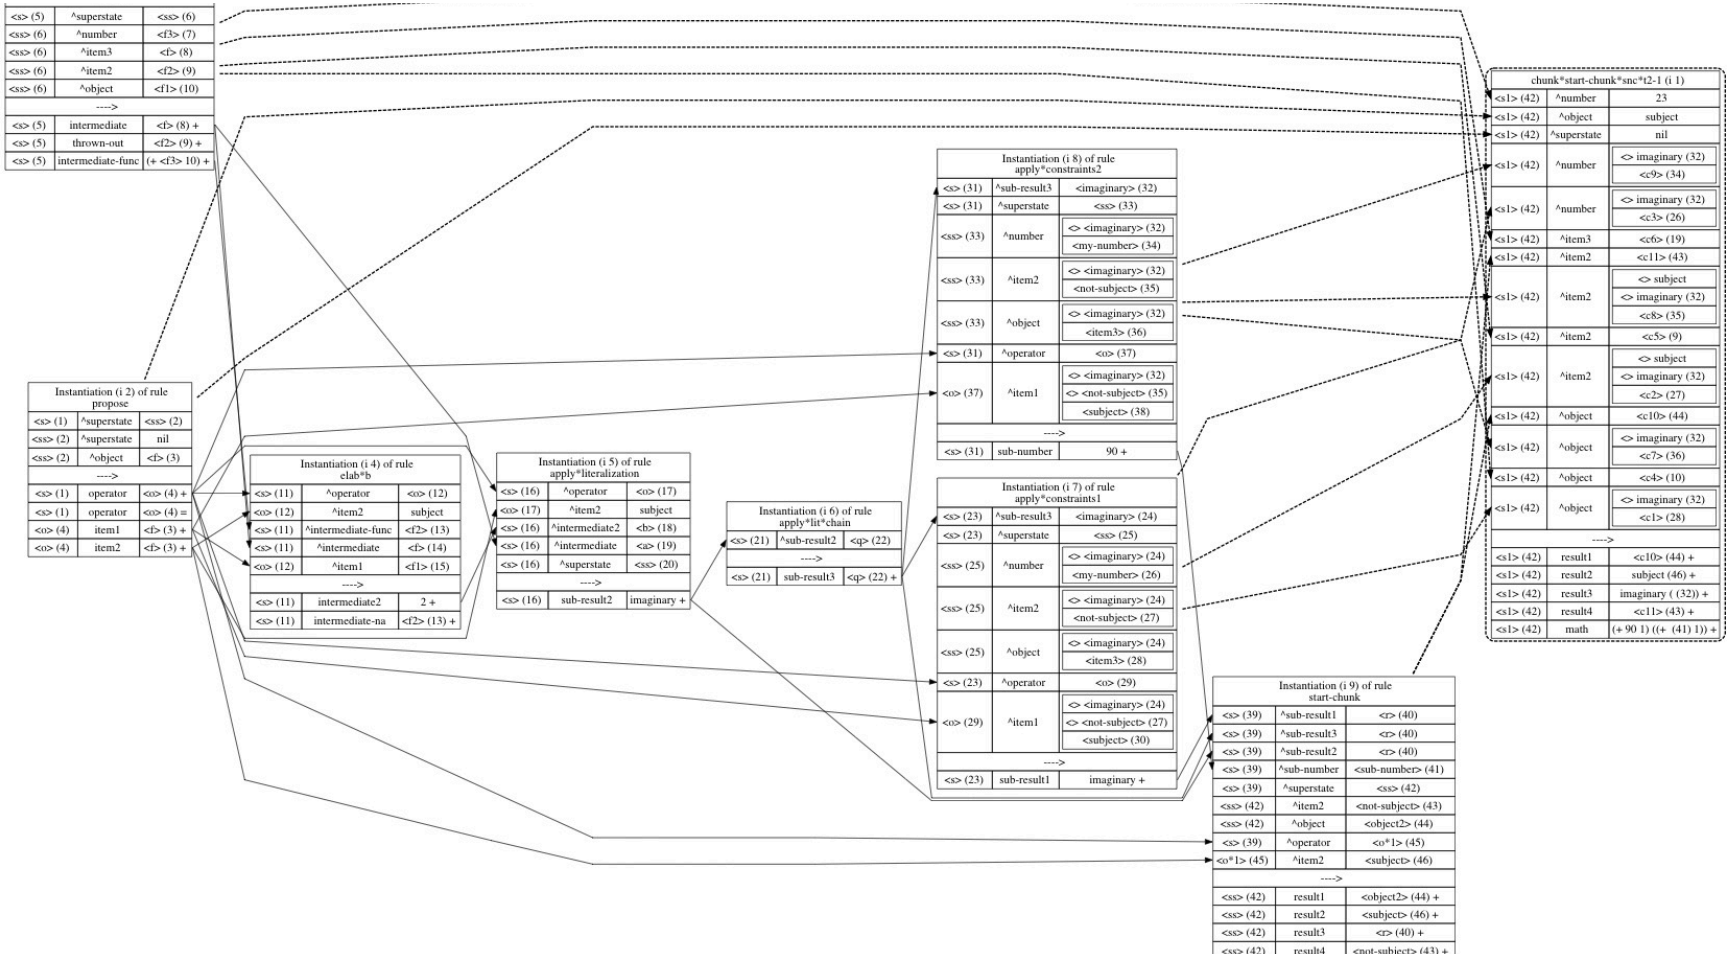 <s> (5) ^superstate <ss> (6)
<ss> (6) ^number <f3> (7)
<ss> (6) ^item3 <f> (8)
<ss> (6) ^item2 <f2> (9)
<ss> (6) ^object <f1> (10)
---->
<s> (5) intermediate <f> (8) +
<s> (5) thrown-out <f2> (9) +
<s> (5) intermediate-func (+ <f3> 10) +
Instantiation (i 2) of rule
propose
<s> (1) ^superstate <ss> (2)
<ss> (2) ^superstate nil
<ss> (2) ^object <f> (3)
---->
<s> (1) operator <o> (4) +
<s> (1) operator <o> (4) =
<o> (4) item1 <f> (3) +
<o> (4) item2 <f> (3) +
Instantiation (i 4) of rule
elab*b
<s> (11) ^operator <o> (12)
<o> (12) ^item2 subject
<s> (11) ^intermediate-func <f2> (13)
<s> (11) ^intermediate <f> (14)
<o> (12) ^item1 <f1> (15)
---->
<s> (11) intermediate2 2 +
<s> (11) intermediate-na <f2> (13) +
Instantiation (i 5) of rule
apply*literalization
<s> (16) ^operator <o> (17)
<o> (17) ^item2 subject
<s> (16) ^intermediate2 <b> (18)
<s> (16) ^intermediate <a> (19)
<s> (16) ^superstate <ss> (20)
---->
<s> (16) sub-result2 imaginary +
Instantiation (i 6) of rule
apply*lit*chain
<s> (21) ^sub-result2 <q> (22)
---->
<s> (21) sub-result3 <q> (22) +
Instantiation (i 8) of rule
apply*constraints2
<s> (31) ^sub-result3 <imaginary> (32)
<s> (31) ^superstate <ss> (33)
<ss> (33) ^number <> <imaginary> (32)
<my-number> (34)
<ss> (33) ^item2 <> <imaginary> (32)
<not-subject> (35)
<ss> (33) ^object <> <imaginary> (32)
<item3> (36)
<s> (31) ^operator <o> (37)
<o> (37) ^item1 <> <imaginary> (32)
<> <not-subject> (35)
<subject> (38)
---->
<s> (31) sub-number 90 +
Instantiation (i 7) of rule
apply*constraints1
<s> (23) ^sub-result3 <imaginary> (24)
<s> (23) ^superstate <ss> (25)
<ss> (25) ^number <> <imaginary> (24)
<my-number> (26)
<ss> (25) ^item2 <> <imaginary> (24)
<not-subject> (27)
<ss> (25) ^object <> <imaginary> (24)
<item3> (28)
<s> (23) ^operator <o> (29)
<o> (29) ^item1 <> <imaginary> (24)
<> <not-subject> (27)
<subject> (30)
---->
<s> (23) sub-result1 imaginary +
Instantiation (i 9) of rule
start-chunk
<s> (39) ^sub-result1 <r> (40)
<s> (39) ^sub-result3 <r> (40)
<s> (39) ^sub-result2 <r> (40)
<s> (39) ^sub-number <sub-number> (41)
<s> (39) ^superstate <ss> (42)
<ss> (42) ^item2 <not-subject> (43)
<ss> (42) ^object <object2> (44)
<s> (39) ^operator <o*1> (45)
<o*1> (45) ^item2 <subject> (46)
---->
<ss> (42) result1 <object2> (44) +
<ss> (42) result2 <subject> (46) +
<ss> (42) result3 <r> (40) +
<ss> (42) result4 <not-subject> (43) +
chunk*start-chunk*snc*t2-1 (i 1)
<s1> (42) ^number 23
<s1> (42) ^object subject
<s1> (42) ^superstate nil
<s1> (42) ^number <> imaginary (32)
<c9> (34)
<s1> (42) ^number <> imaginary (32)
<c3> (26)
<s1> (42) ^item3 <c6> (19)
<s1> (42) ^item2 <c11> (43)
<s1> (42) ^item2 <> subject
<> imaginary (32)
<c8> (35)
<s1> (42) ^item2 <c5> (9)
<s1> (42) ^item2 <> subject
<> imaginary (32)
<c2> (27)
<s1> (42) ^object <c10> (44)
<s1> (42) ^object <> imaginary (32)
<c7> (36)
<s1> (42) ^object <c4> (10)
<s1> (42) ^object <> imaginary (32)
<c1> (28)
---->
<s1> (42) result1 <c10> (44) +
<s1> (42) result2 subject (46) +
<s1> (42) result3 imaginary ( (32)) +
<s1> (42) result4 <c11> (43) +
<s1> (42) math (+ 90 1) ((+ (41) 1)) +